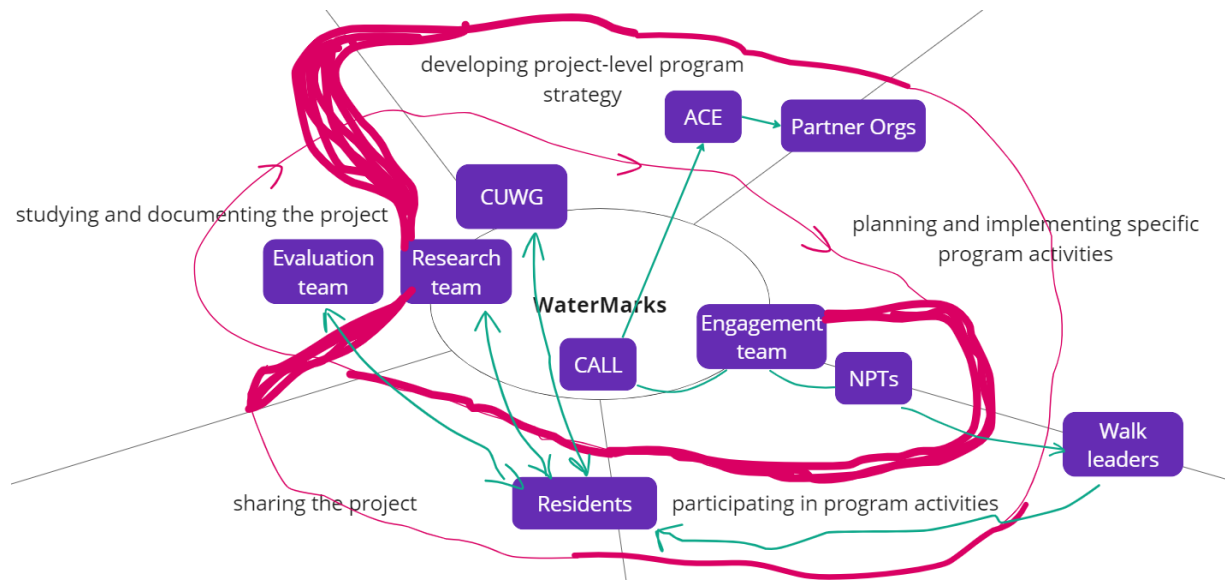 developing project-level program
strategy
ACE
Partner Orgs
CUWG
studying and documenting the project
planning and implementing specific
program activities
Evaluation
team
Research
team
WaterMarks
Engagement
team
CALL
NPTs
Walk
leaders
sharing the project
Residents
participating in program activities